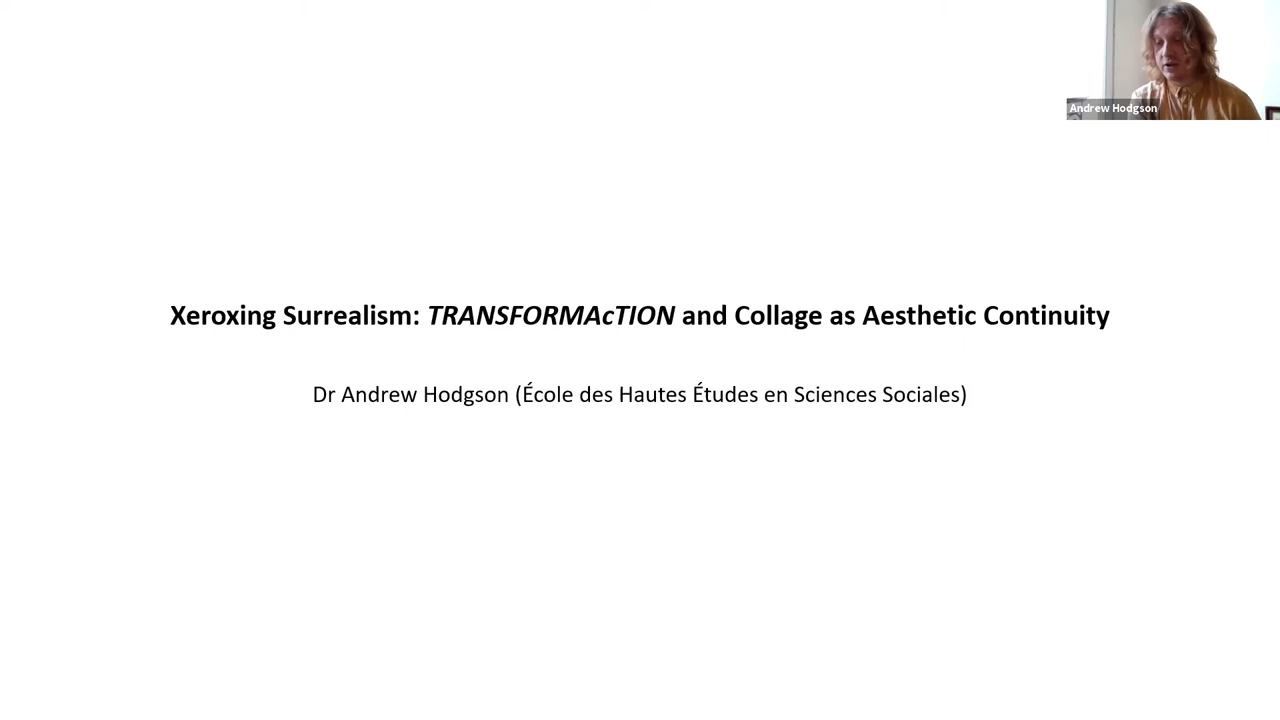 Andrew Hodgson
Xeroxing Surrealism: TRANSFORMAcTION and Collage as Aesthetic Continuity
Dr Andrew Hodgson (École des Hautes Études en Sciences Sociales)